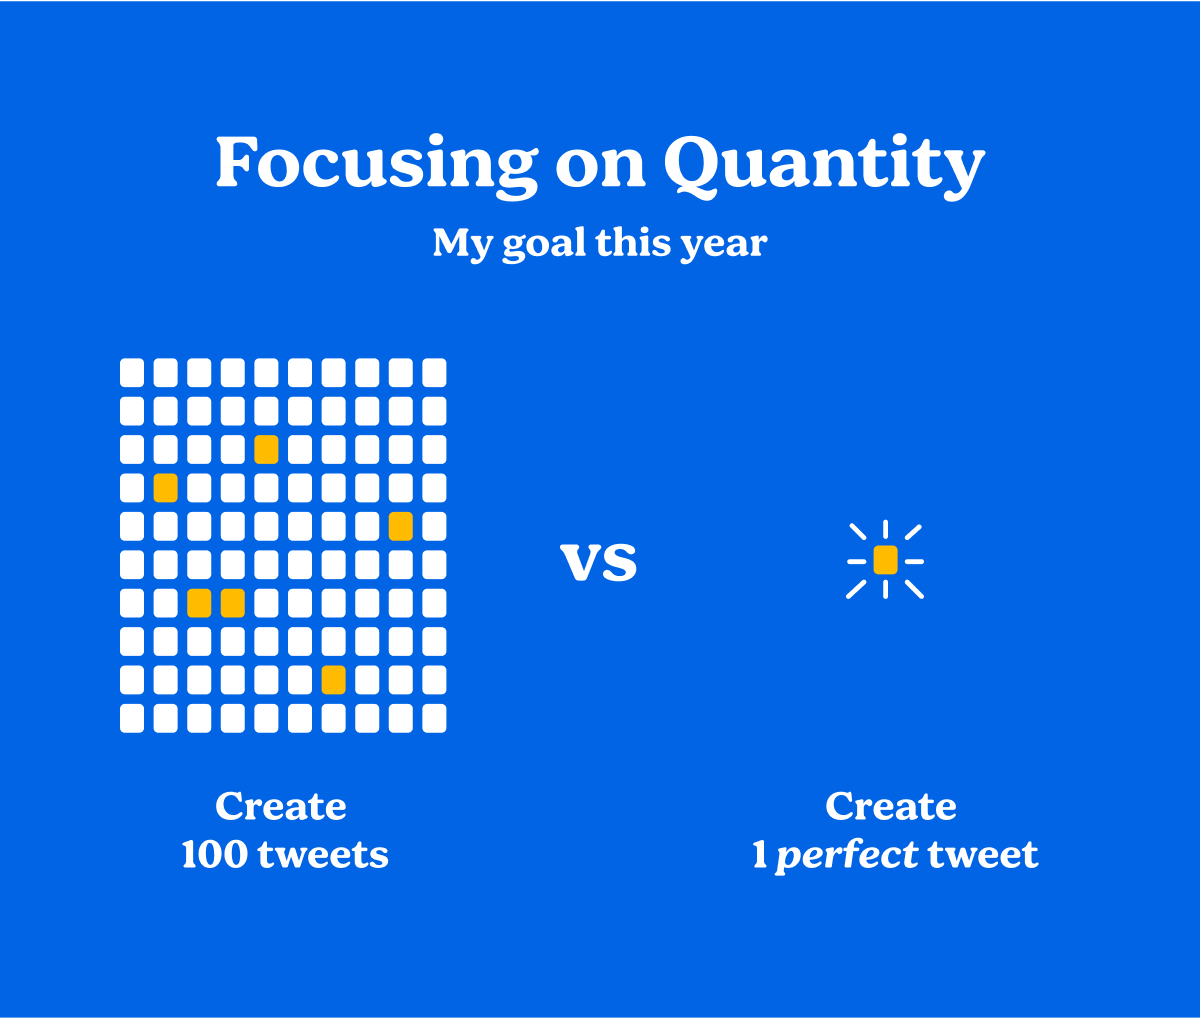 Focusing on Quantity
My goal this year
vs
Create
100 tweets
Create
1 perfect tweet